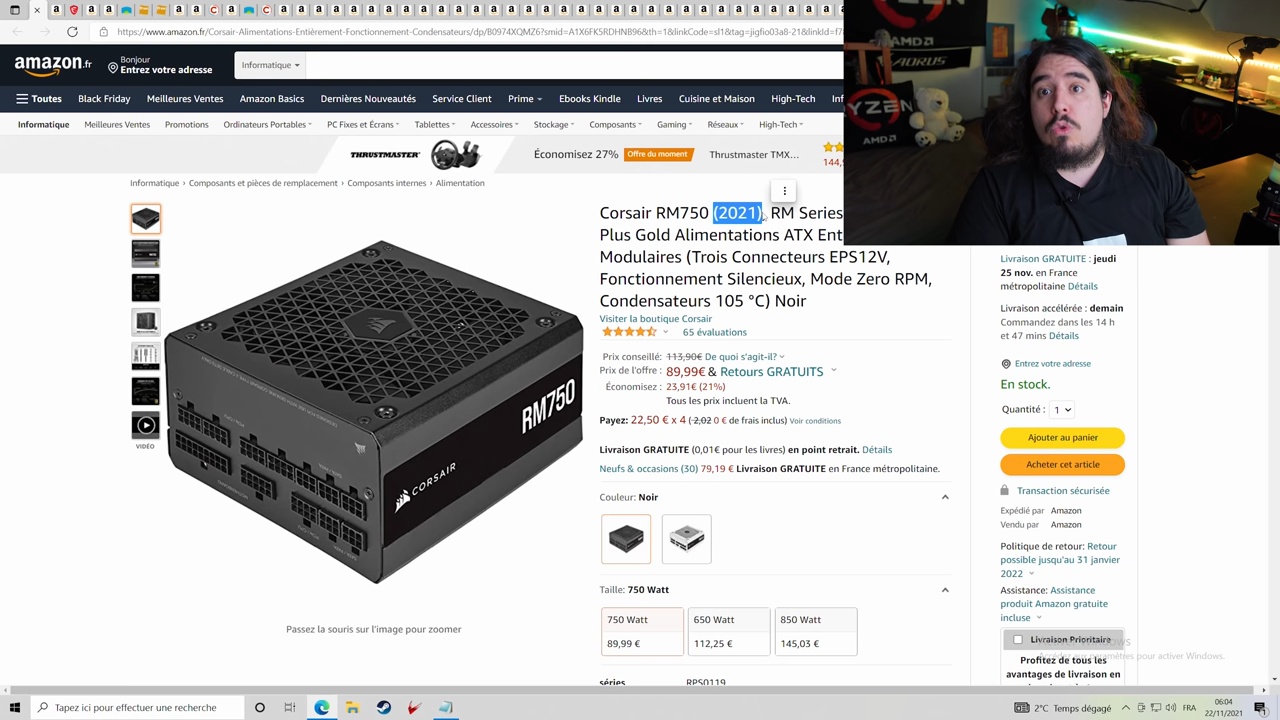 https://www.amazon.fr/Corsair-Alimentations-Entièrement-Fonctionnement-Condensateurs/dp/B0974XQMZ6?smid=A1X6FK5RDHNB96&th=1&linkCode=sl1&tag=jigfio03a8-21&linkId=f7
amazon.fr
Bonjour
Entrez votre adresse
Informatique
Toutes
Black Friday
Meilleures Ventes
Amazon Basics
Dernières Nouveautés
Service Client
Prime
Ebooks Kindle
Livres
Cuisine et Maison
High-Tech
Inf
Informatique
Meilleures Ventes
Promotions
Ordinateurs Portables
PC Fixes et Écrans
Tablettes
Accessoires
Stockage
Composants
Gaming
Réseaux
High-Tech
THRUSTMASTER
Économisez 27%
Offre du moment
Thrustmaster TMX...
144,
Informatique › Composants et pièces de remplacement › Composants internes › Alimentation
Corsair RM750 (2021), RM Series
Plus Gold Alimentations ATX Ent
Modulaires (Trois Connecteurs EPS12V,
Fonctionnement Silencieux, Mode Zero RPM,
Condensateurs 105 °C) Noir
Visiter la boutique Corsair
65 évaluations
Prix conseillé: 113,90€ De quoi s'agit-il?
Prix de l'offre : 89,99€ & Retours GRATUITS
Économisez : 23,91€ (21%)
Tous les prix incluent la TVA.
Payez: 22,50 € x 4 (2,02 0 € de frais inclus) Voir conditions
Livraison GRATUITE (0,01€ pour les livres) en point retrait. Détails
Neufs & occasions (30) 79,19 € Livraison GRATUITE en France métropolitaine.
Couleur: Noir
Taille: 750 Watt
750 Watt
89,99 €
650 Watt
112,25 €
850 Watt
145,03 €
séries
RPS0119
VIDÉO
RM750
CORSAIR
Passez la souris sur l'image pour zoomer
Livraison GRATUITE : jeudi
25 nov. en France
métropolitaine Détails
Livraison accélérée : demain
Commandez dans les 14 h
et 47 mins Détails
Entrez votre adresse
En stock.
Quantité : 1
Ajouter au panier
Acheter cet article
Transaction sécurisée
Expédié par Amazon
Vendu par Amazon
Politique de retour: Retour
possible jusqu'au 31 janvier
2022
Assistance: Assistance
produit Amazon gratuite
incluse
Livraison Prioritaire
Profitez de tous les
avantages de livraison en
AMD
AORUS
YZEN
AMD
Tapez ici pour effectuer une recherche
2°C Temps dégagé
FRA
06:04
22/11/2021